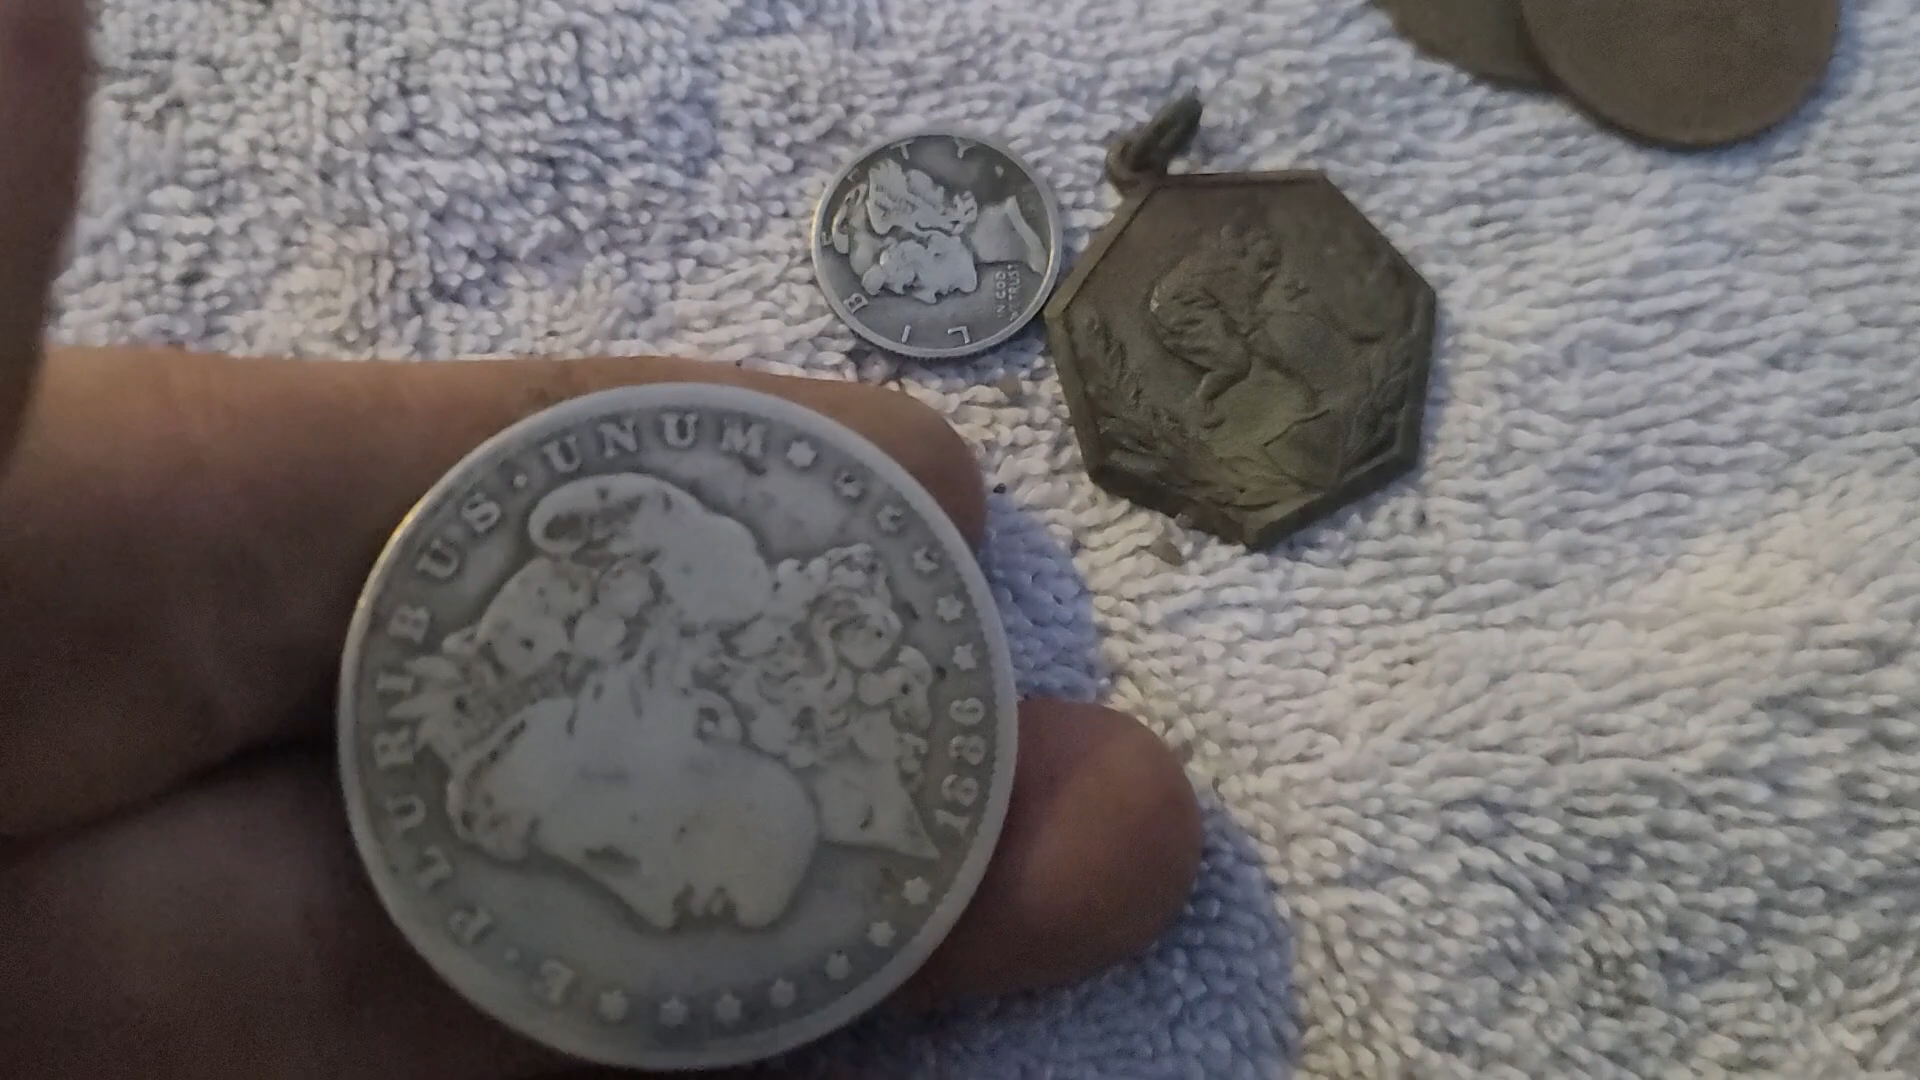 E · PLURIBUS · UNUM
1886
LIBERTY
IN GOD
WE TRUST